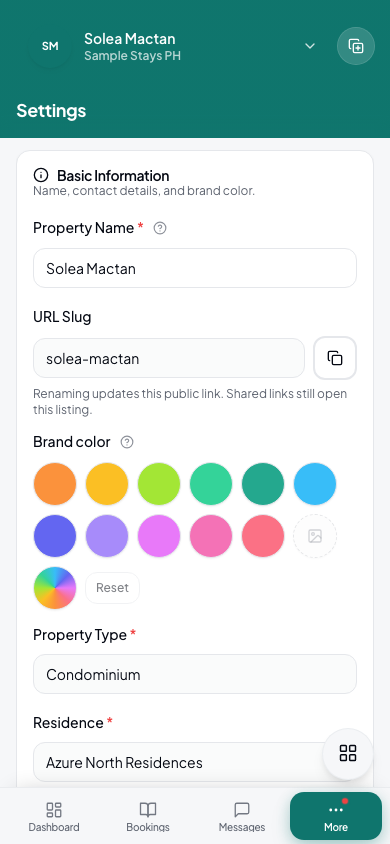 SM
Solea Mactan
Sample Stays PH
Settings
Basic Information
Name, contact details, and brand color.
Property Name *
Solea Mactan
URL Slug
solea-mactan
Renaming updates this public link. Shared links still open
this listing.
Brand color
Reset
Property Type *
Condominium
Residence *
Azure North Residences
Dashboard
Bookings
Messages
More